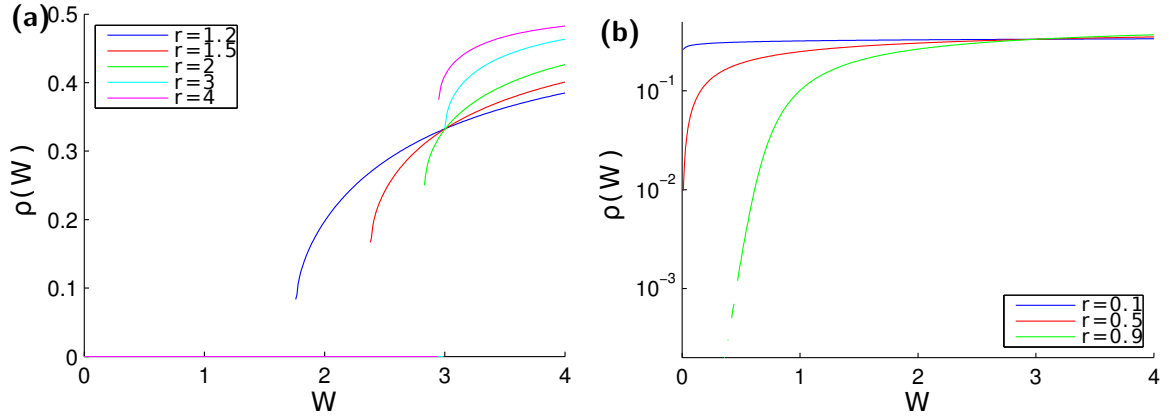 (a)
0.5
0.4
0.3
0.2
0.1
0
ρ(W)
r=1.2
r=1.5
r=2
r=3
r=4
0 1 2 3 4
W
(b)
10⁻¹
10⁻²
10⁻³
ρ(W)
r=0.1
r=0.5
r=0.9
0 1 2 3 4
W